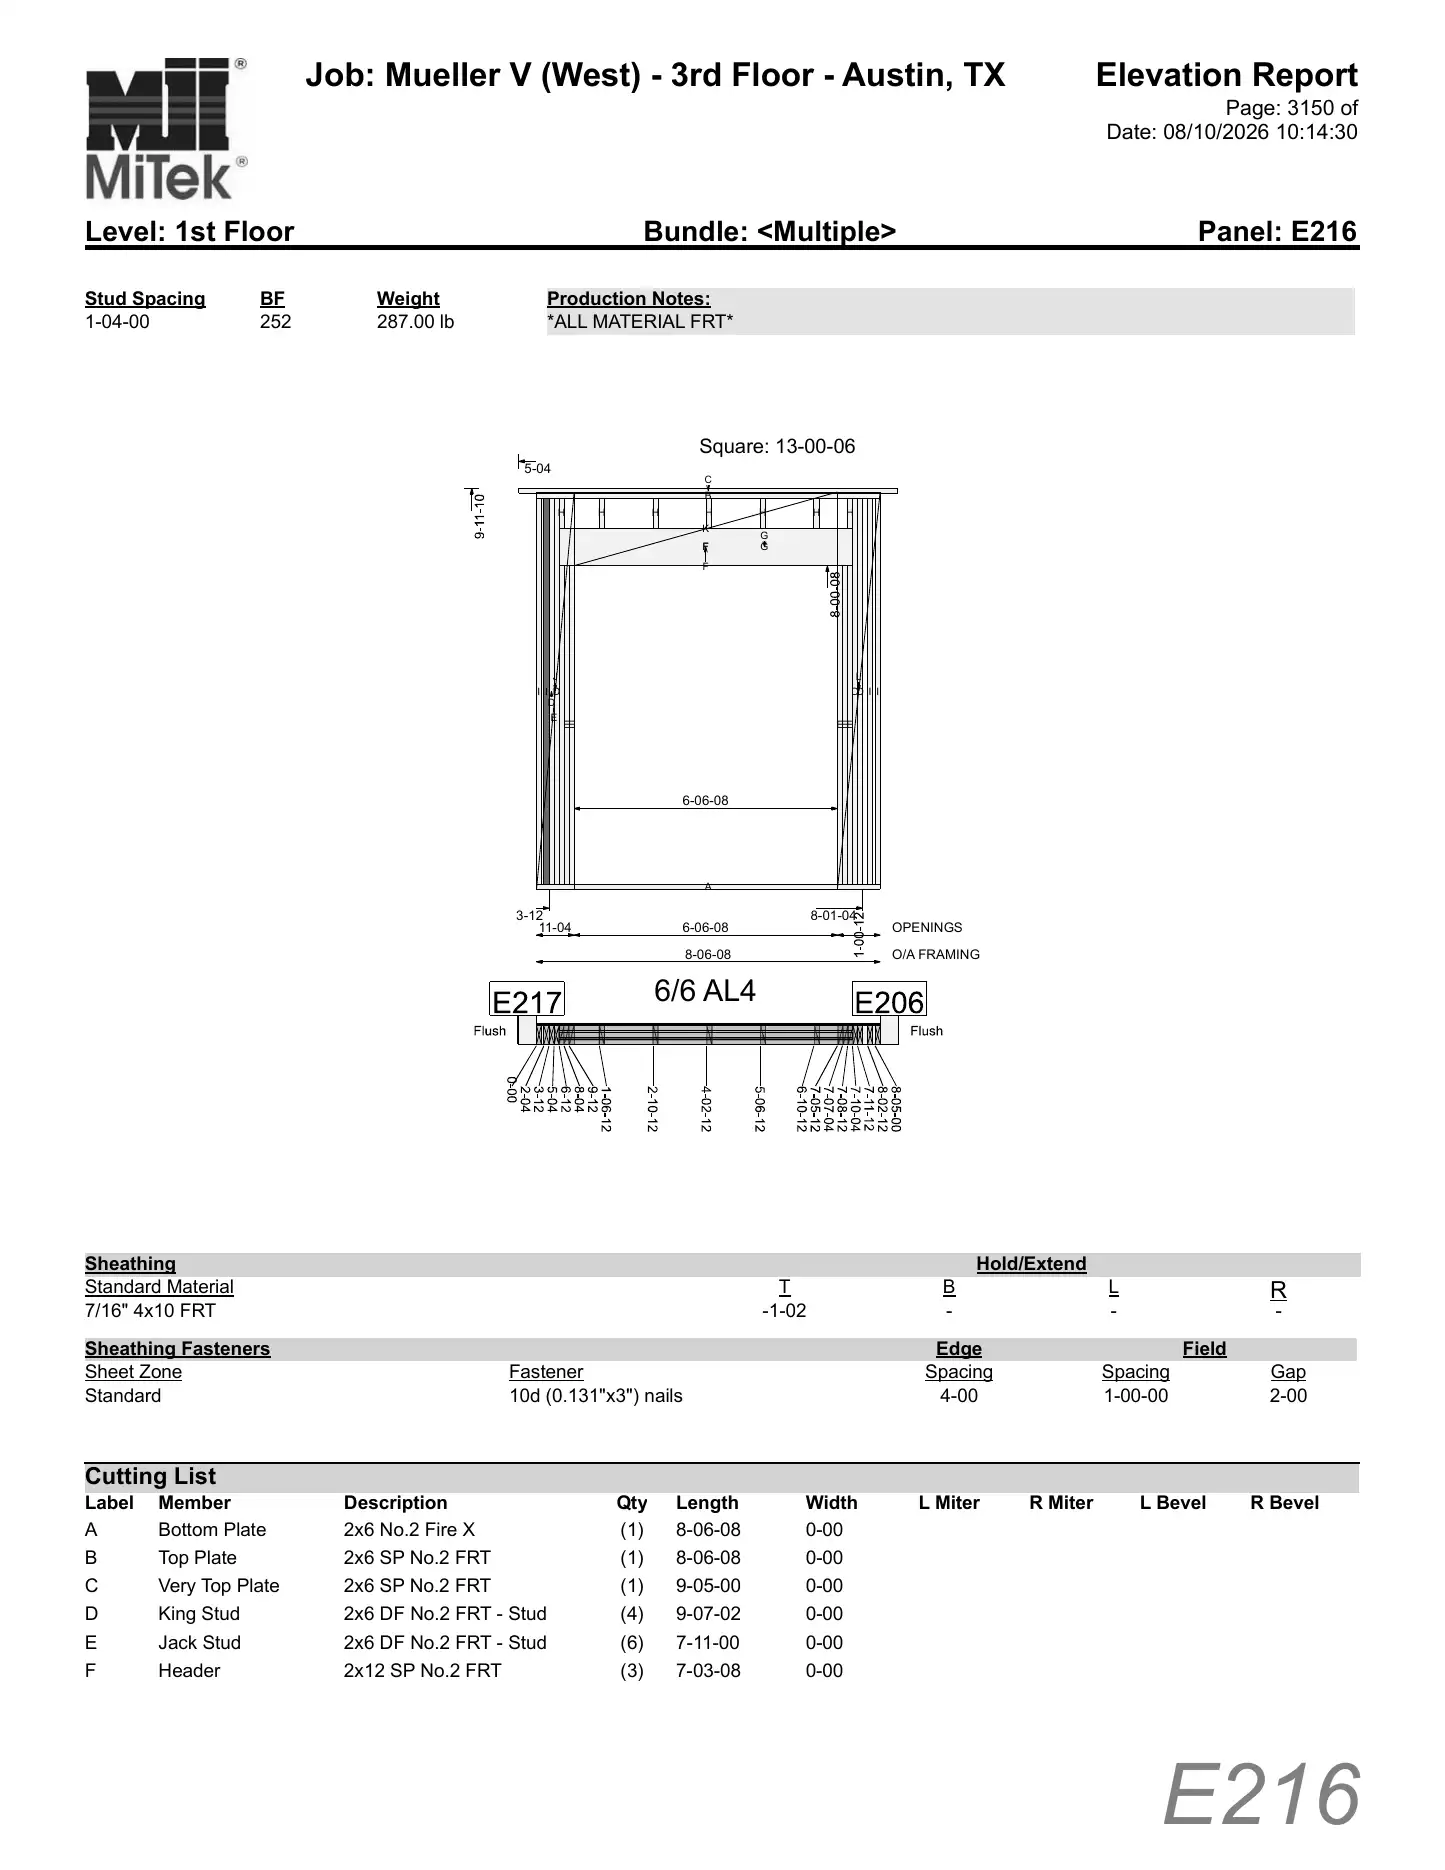 MiTek®
Job: Mueller V (West) - 3rd Floor - Austin, TX
Elevation Report
Page: 3150 of
Date: 08/10/2026 10:14:30
Level: 1st Floor Bundle: <Multiple> Panel: E216
Stud Spacing BF Weight Production Notes:
1-04-00 252 287.00 lb *ALL MATERIAL FRT*
Square: 13-00-06
5-04
C
9-11-10
H H H H H
K
G
G
F
F
8-00-08
D
E
6-06-08
A
3-12 8-01-04
11-04 6-06-08 1-00-12 OPENINGS
8-06-08 O/A FRAMING
E217 6/6 AL4 E206
Flush Flush
0-00 2-04 3-12 5-04 6-12 8-04 9-12 1-06-12 2-10-12 4-02-12 5-06-12 6-10-12 7-05-12 7-07-04 7-08-12 7-10-04 7-11-12 8-02-12 8-05-00
Sheathing Hold/Extend
Standard Material T B L R
7/16" 4x10 FRT -1-02 - - -
Sheathing Fasteners Edge Field
Sheet Zone Fastener Spacing Spacing Gap
Standard 10d (0.131"x3") nails 4-00 1-00-00 2-00
Cutting List
Label Member Description Qty Length Width L Miter R Miter L Bevel R Bevel
A Bottom Plate 2x6 No.2 Fire X (1) 8-06-08 0-00
B Top Plate 2x6 SP No.2 FRT (1) 8-06-08 0-00
C Very Top Plate 2x6 SP No.2 FRT (1) 9-05-00 0-00
D King Stud 2x6 DF No.2 FRT - Stud (4) 9-07-02 0-00
E Jack Stud 2x6 DF No.2 FRT - Stud (6) 7-11-00 0-00
F Header 2x12 SP No.2 FRT (3) 7-03-08 0-00
E216